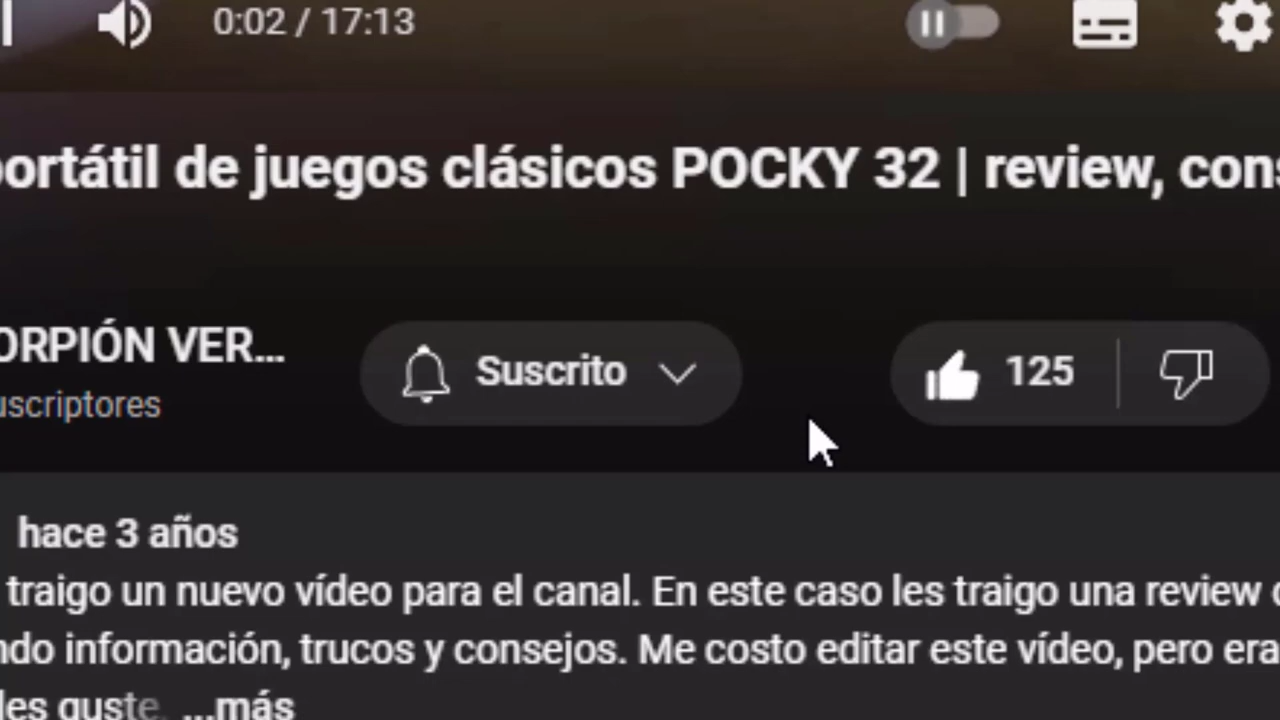 0:02 / 17:13
portátil de juegos clásicos POCKY 32 | review, cons
ORPIÓN VER...
Suscrito
125
uscriptores
hace 3 años
traigo un nuevo vídeo para el canal. En este caso les traigo una review
ndo información, trucos y consejos. Me costo editar este vídeo, pero era
les guste. ...más